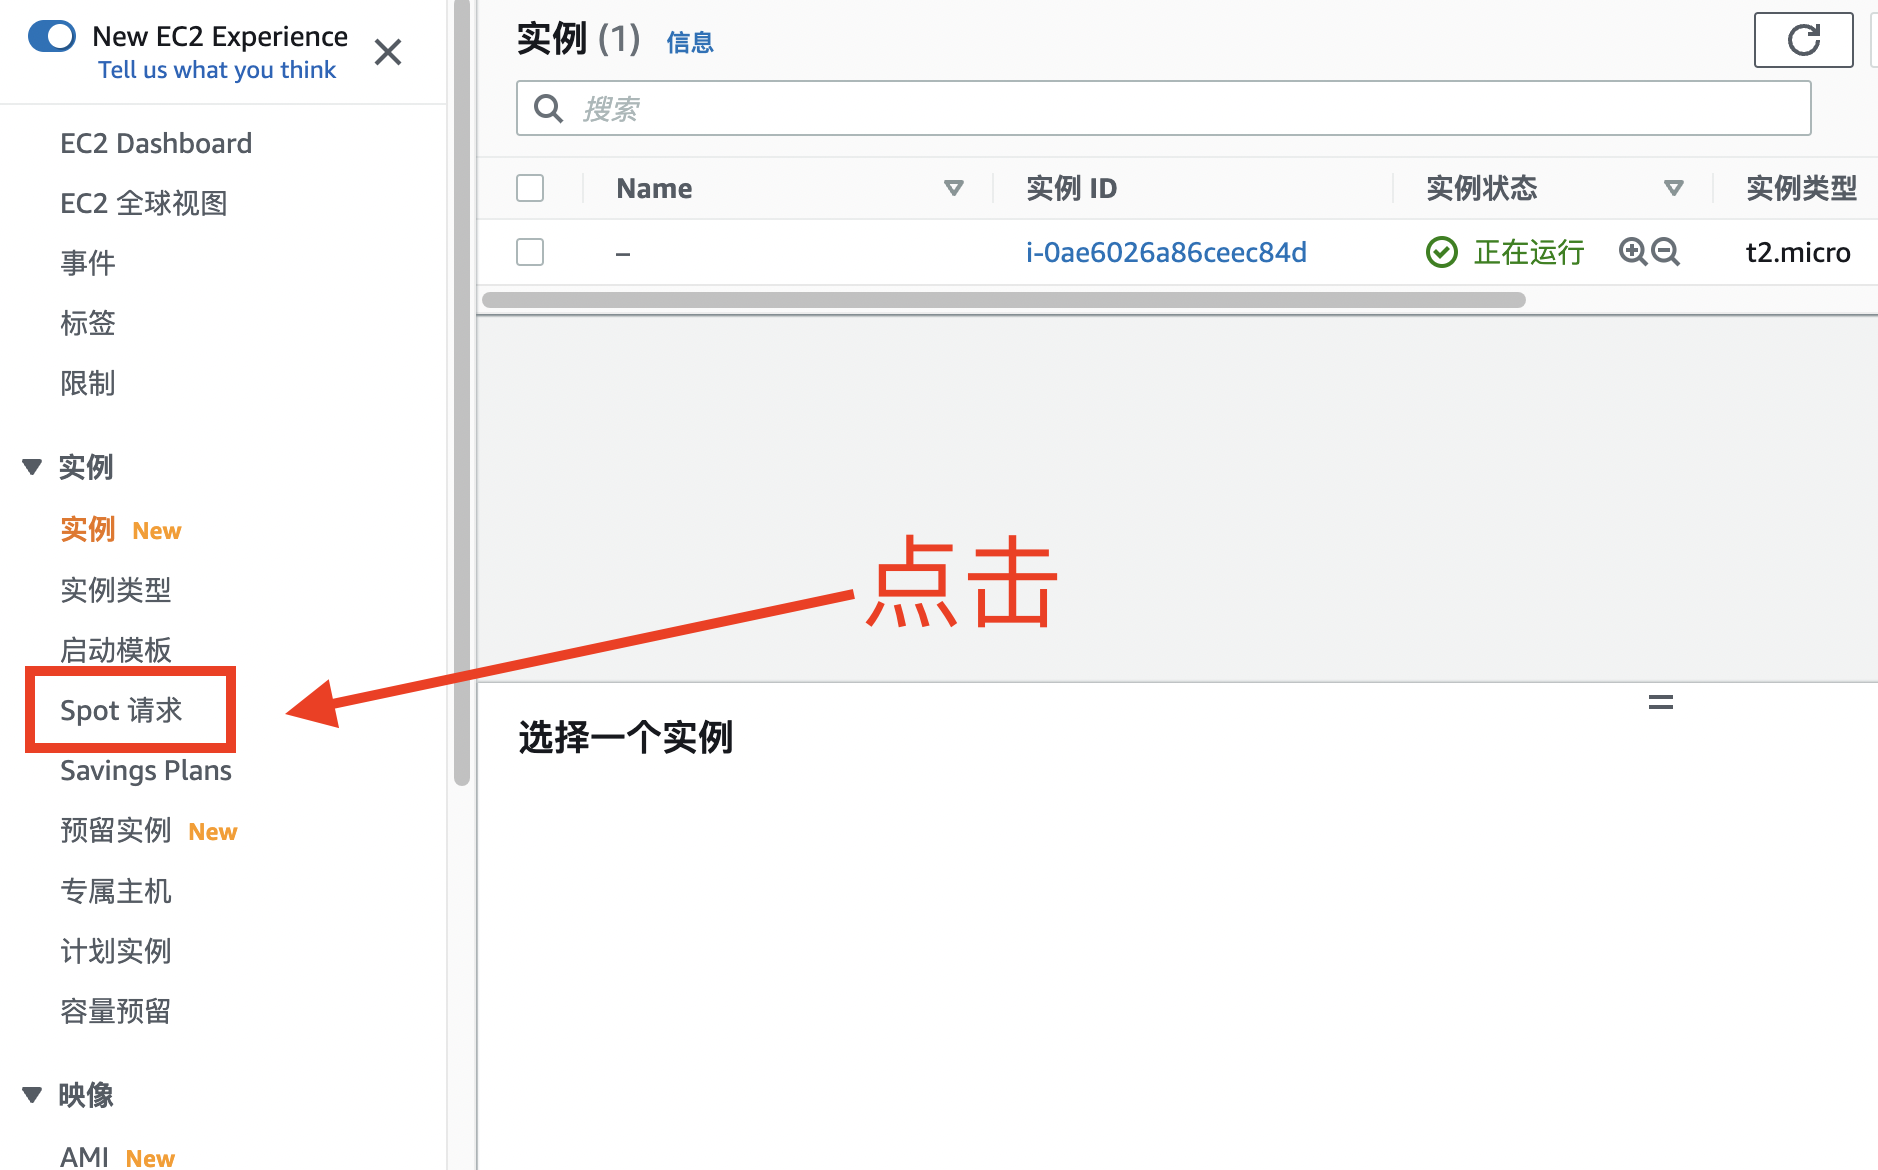 New EC2 Experience
Tell us what you think
EC2 Dashboard
EC2 全球视图
事件
标签
限制
实例
实例 New
实例类型
启动模板
Spot 请求
Savings Plans
预留实例 New
专属主机
计划实例
容量预留
映像
AMI New
实例 (1) 信息
搜索
Name 实例 ID 实例状态 实例类型
– i-0ae6026a86ceec84d 正在运行 t2.micro
点击
选择一个实例